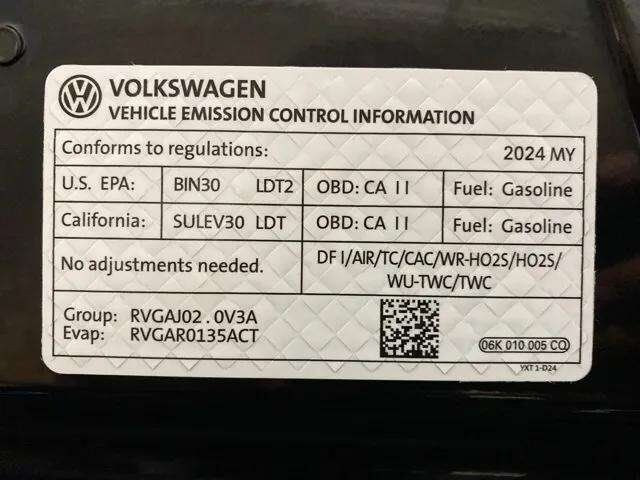 VOLKSWAGEN
VEHICLE EMISSION CONTROL INFORMATION
Conforms to regulations: 2024 MY
U.S. EPA: BIN30 LDT2 OBD: CA II Fuel: Gasoline
California: SULEV30 LDT OBD: CA II Fuel: Gasoline
No adjustments needed. DFI/AIR/TC/CAC/WR-HO2S/HO2S/
WU-TWC/TWC
Group: RVGAJ02.0V3A
Evap: RVGAR0135ACT
06K 010 005 CQ
YXT 1-D24